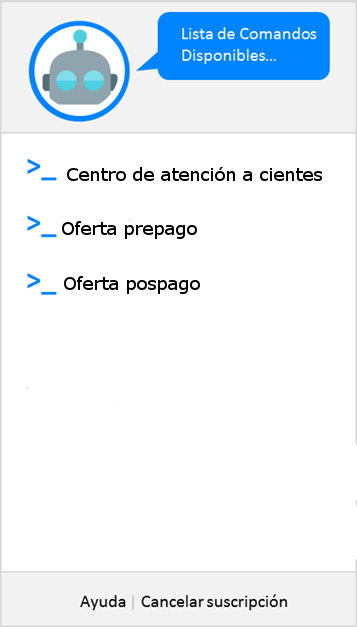 Lista de Comandos
Disponibles...
>_ Centro de atención a cientes
>_ Oferta prepago
>_ Oferta pospago
Ayuda | Cancelar suscripción